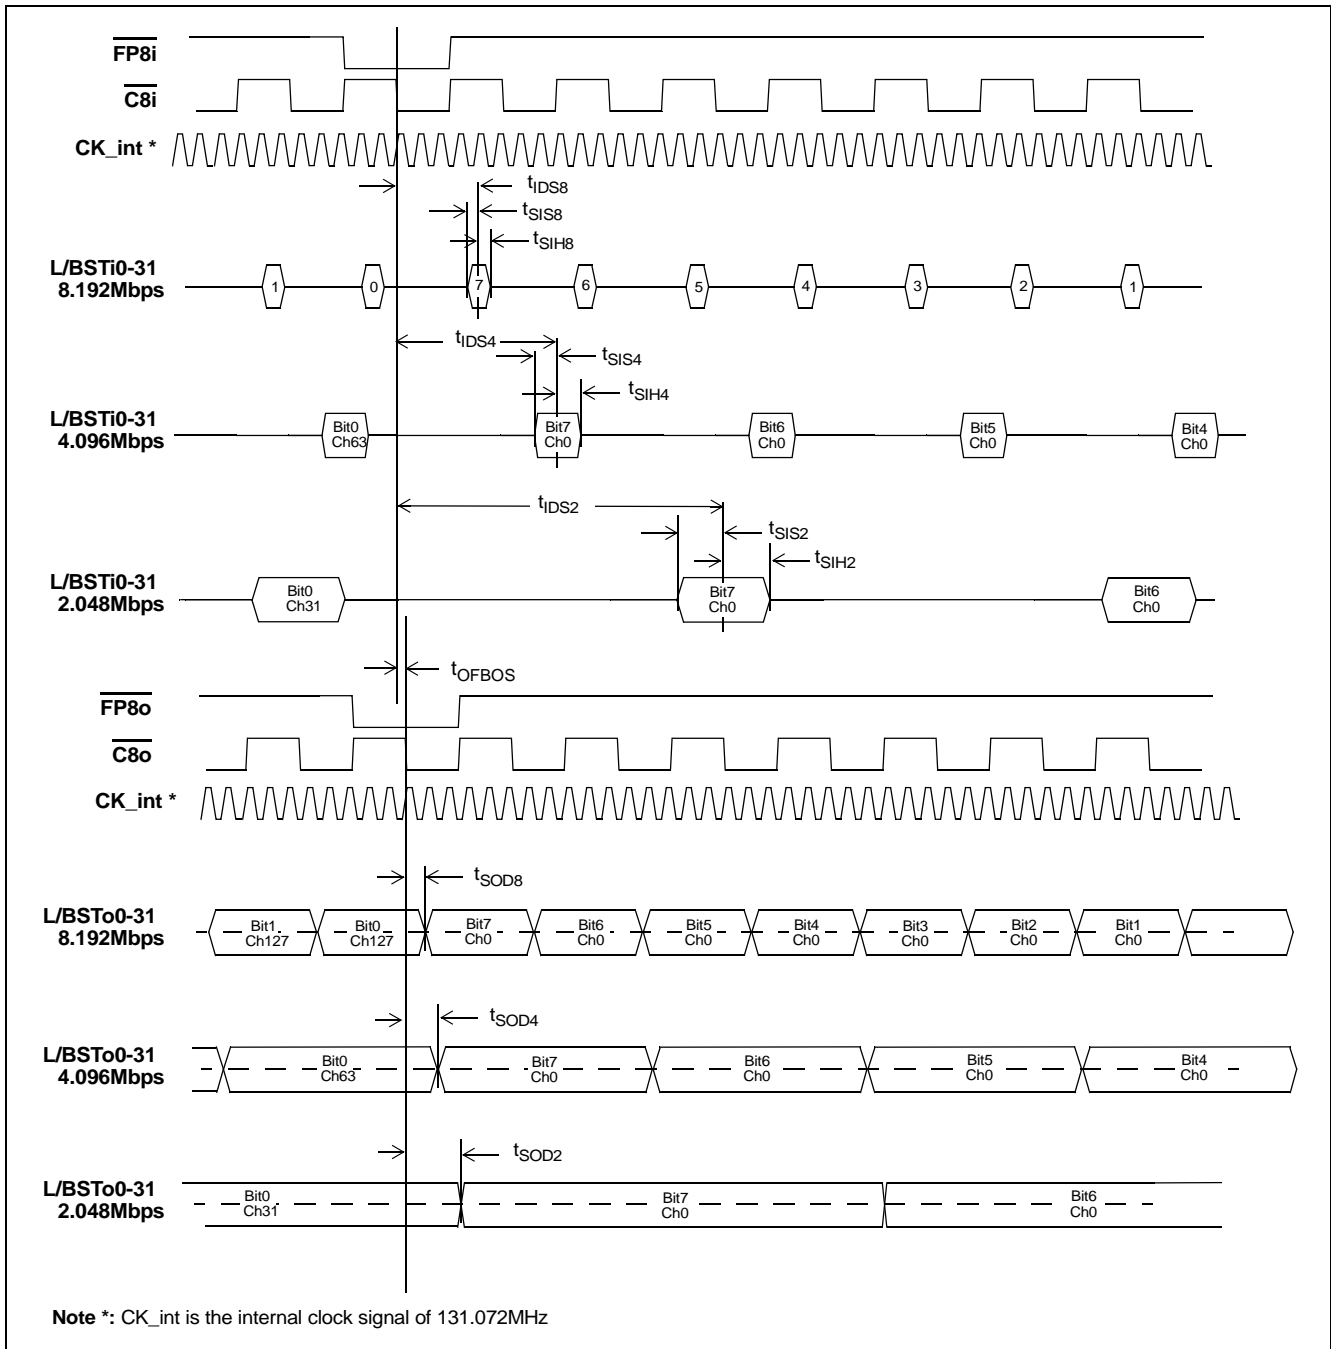 FP8i
C8i
CK_int *
tIDS8
tSIS8
tSIH8
L/BSTi0-31
8.192Mbps
1 0 7 6 5 4 3 2 1
tIDS4
tSIS4
tSIH4
L/BSTi0-31
4.096Mbps
Bit0 Ch63
Bit7 Ch0
Bit6 Ch0
Bit5 Ch0
Bit4 Ch0
tIDS2
tSIS2
tSIH2
L/BSTi0-31
2.048Mbps
Bit0 Ch31
Bit7 Ch0
Bit6 Ch0
tOFBOS
FP8o
C8o
CK_int *
tSOD8
L/BSTo0-31
8.192Mbps
Bit1 Ch127
Bit0 Ch127
Bit7 Ch0
Bit6 Ch0
Bit5 Ch0
Bit4 Ch0
Bit3 Ch0
Bit2 Ch0
Bit1 Ch0
tSOD4
L/BSTo0-31
4.096Mbps
Bit0 Ch63
Bit7 Ch0
Bit6 Ch0
Bit5 Ch0
Bit4 Ch0
tSOD2
L/BSTo0-31
2.048Mbps
Bit0 Ch31
Bit7 Ch0
Bit6 Ch0
Note *: CK_int is the internal clock signal of 131.072MHz